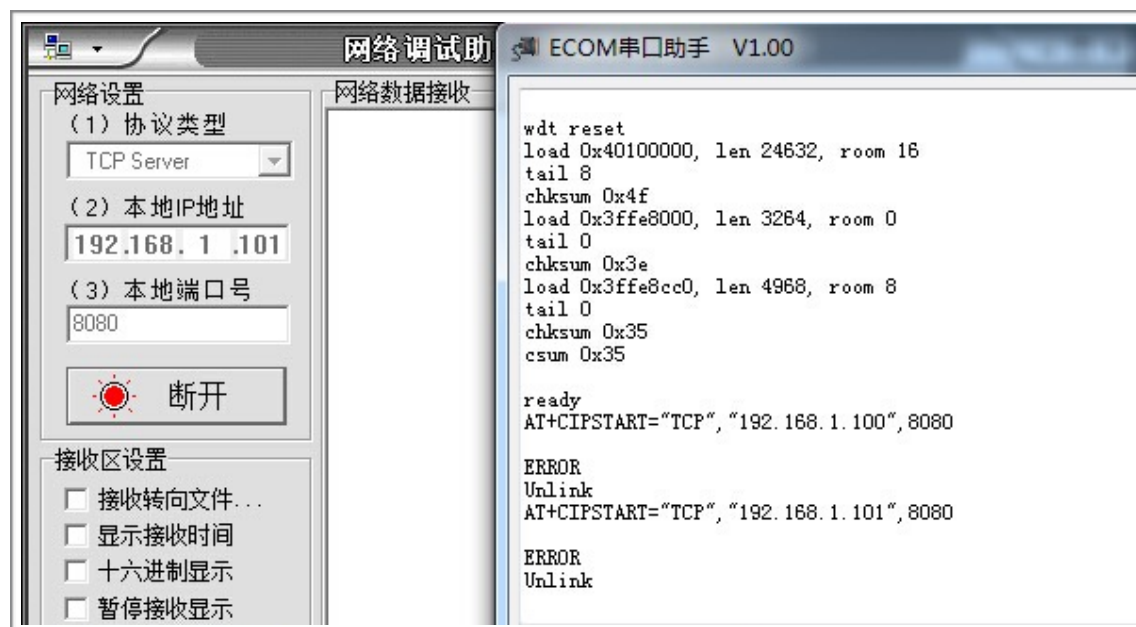 网络调试助
网络设置
(1) 协议类型
TCP Server
(2) 本地IP地址
192.168. 1 .101
(3) 本地端口号
8080
断开
接收区设置
接收转向文件...
显示接收时间
十六进制显示
暂停接收显示
网络数据接收
ECOM串口助手 V1.00
wdt reset
load 0x40100000, len 24632, room 16
tail 8
chksum 0x4f
load 0x3ffe8000, len 3264, room 0
tail 0
chksum 0x3e
load 0x3ffe8cc0, len 4968, room 8
tail 0
chksum 0x35
csum 0x35
ready
AT+CIPSTART="TCP","192.168.1.100",8080
ERROR
Unlink
AT+CIPSTART="TCP","192.168.1.101",8080
ERROR
Unlink